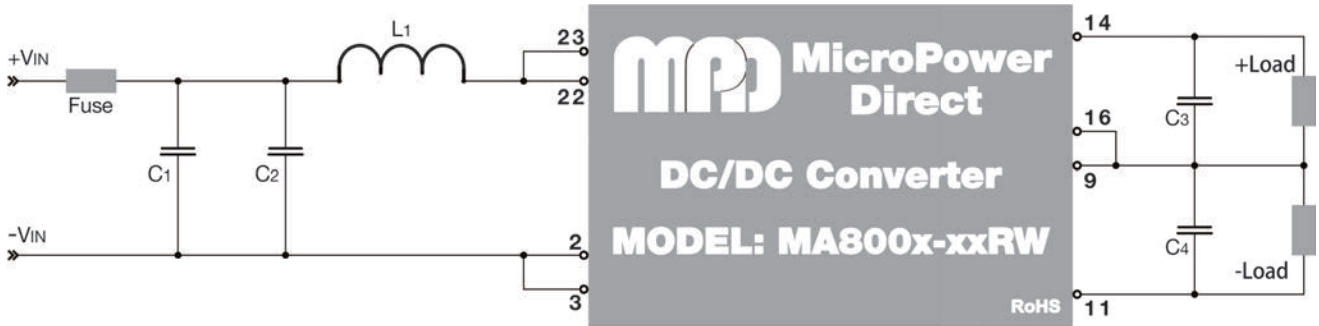 +VIN
Fuse
C1
C2
L1
-VIN
23
22
2
3
MPD
MicroPower
Direct
DC/DC Converter
MODEL: MA800x-xxRW
RoHS
14
16
9
11
C3
C4
+Load
-Load